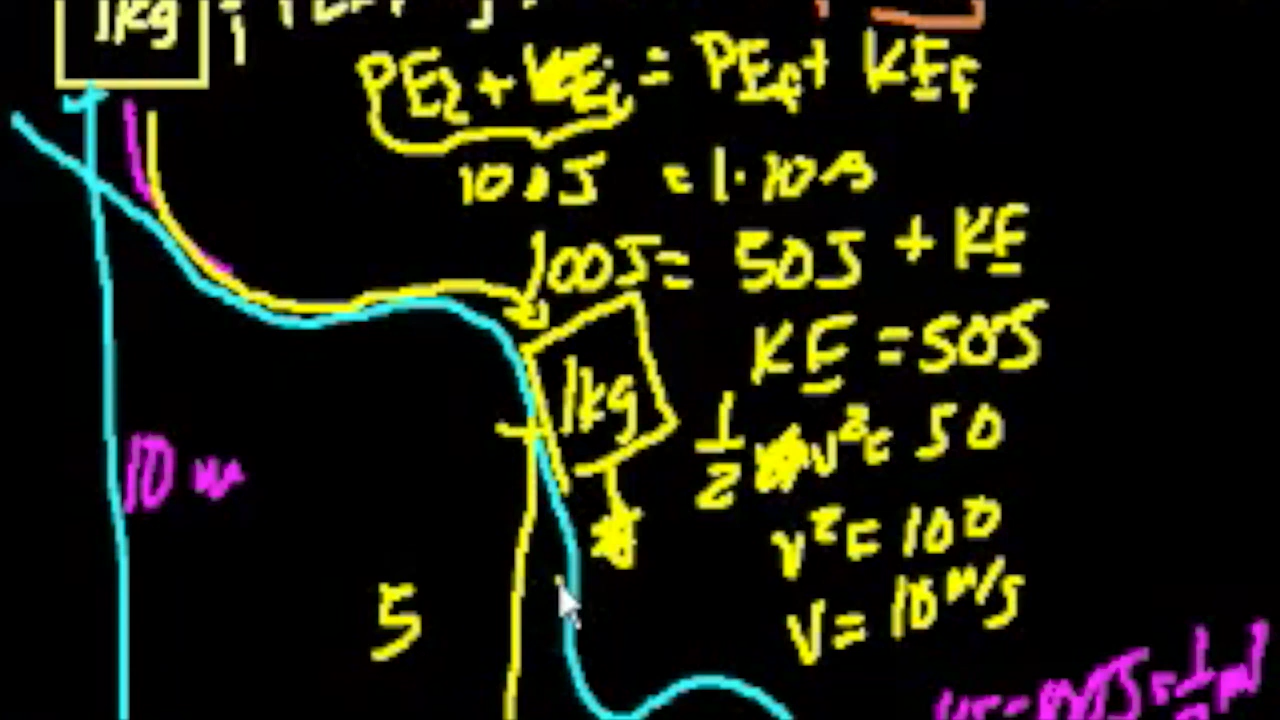 1kg
PEi + KEi = PEf + KEf
100J = 1·10·5
100J = 50J + KE
1kg
KE = 50J
1/2 v² = 50
10 m
v² = 100
5
v = 10 m/s